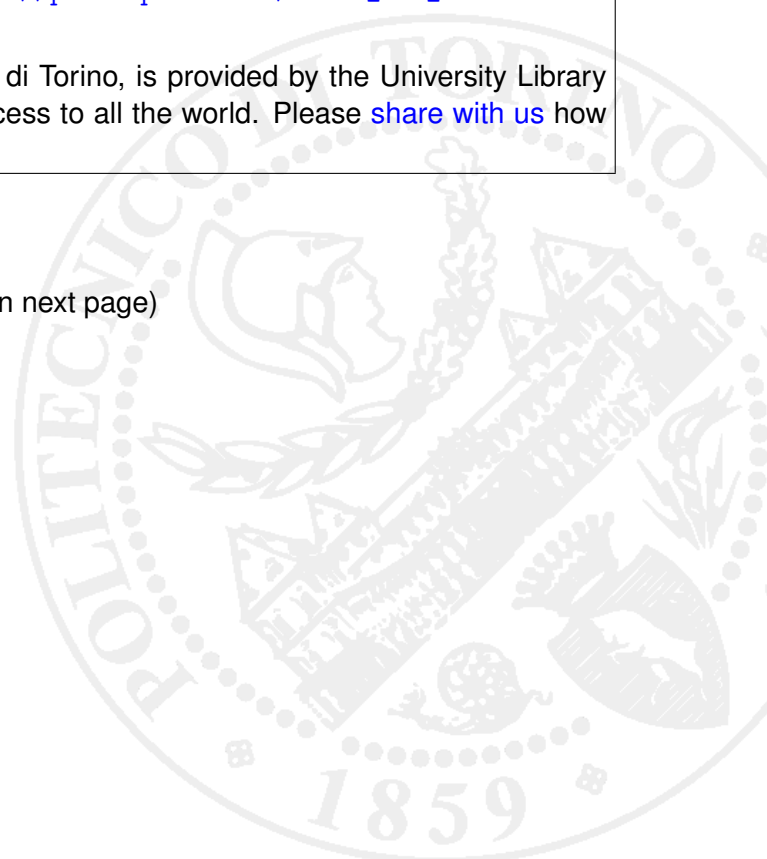 di Torino, is provided by the University Library
cess to all the world. Please share with us how
n next page)
POLITECNICO DI TORINO
1859